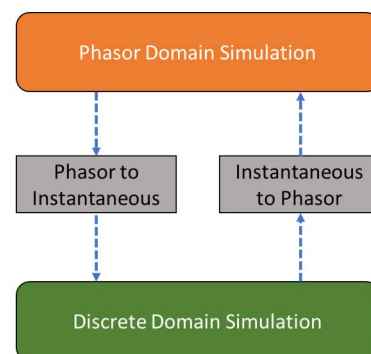 Phasor Domain Simulation
Phasor to
Instantaneous
Instantaneous
to Phasor
Discrete Domain Simulation